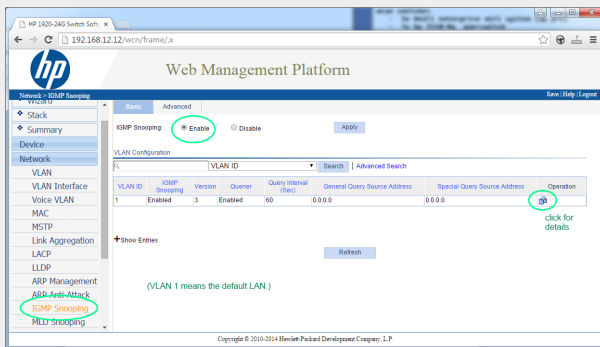 HP 1920-24G Switch Soft
192.168.12.12/wcn/frame/.x
hp
Web Management Platform
Network > IGMP Snooping
Save | Help | Logout
Wizard
Stack
Summary
Device
Network
VLAN
VLAN Interface
Voice VLAN
MAC
MSTP
Link Aggregation
LACP
LLDP
ARP Management
ARP Anti-Attack
IGMP Snooping
MLD Snooping
Basic Advanced
IGMP Snooping: Enable Disable Apply
VLAN Configuration
VLAN ID Search | Advanced Search
VLAN ID IGMP Snooping Version Querier Query Interval (Sec) General Query Source Address Special Query Source Address Operation
1 Enabled 3 Enabled 60 0.0.0.0 0.0.0.0
click for
details
+Show Entries
Refresh
(VLAN 1 means the default LAN.)
Copyright © 2010-2014 Hewlett-Packard Development Company, L.P.